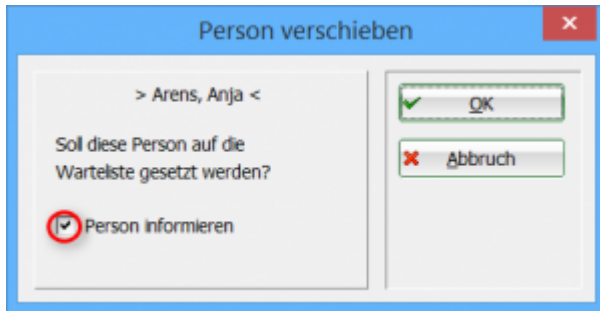 Person verschieben
> Arens, Anja <
Soll diese Person auf die
Warteliste gesetzt werden?
Person informieren
OK
Abbruch